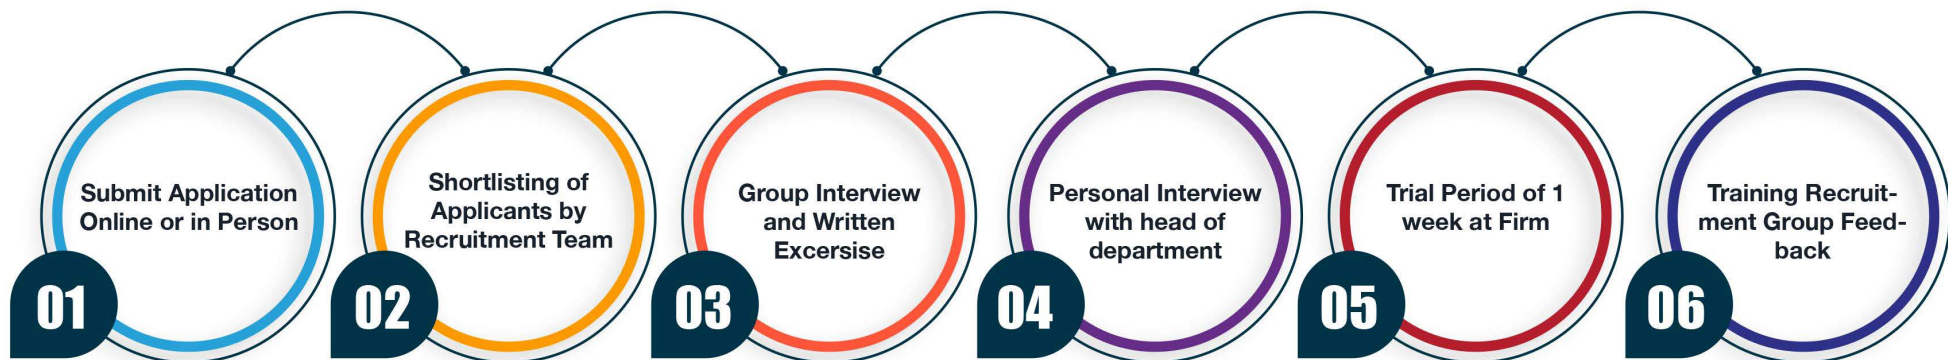 Submit Application
Online or in Person
01
Shortlisting of
Applicants by
Recruitment Team
02
Group Interview
and Written
Excersise
03
Personal Interview
with head of
department
04
Trial Period of 1
week at Firm
05
Training Recruit-
ment Group Feed-
back
06